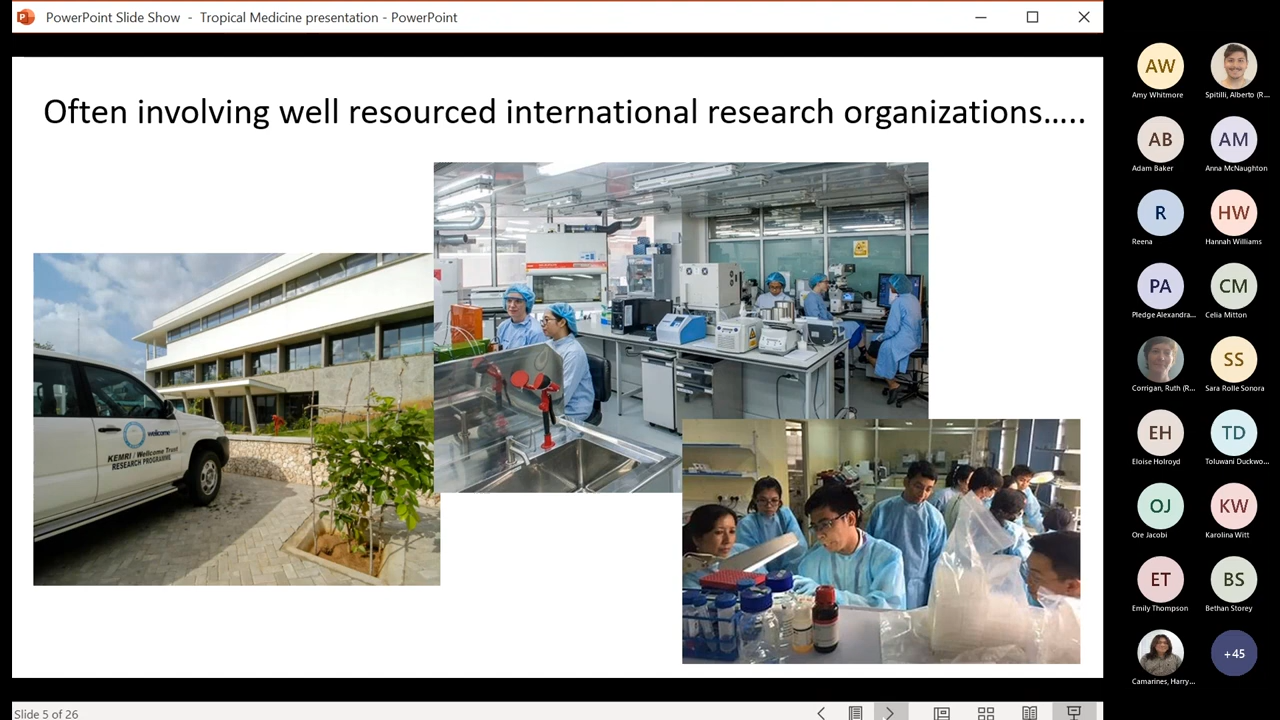 PowerPoint Slide Show - Tropical Medicine presentation - PowerPoint
Often involving well resourced international research organizations.....
wellcome
KEMRI / Wellcome Trust
RESEARCH PROGRAMME
AW
Amy Whitmore
Spitilli, Alberto (R...
AB
Adam Baker
AM
Anna McNaughton
R
Reena
HW
Hannah Williams
PA
Pledge Alexandra...
CM
Celia Mitton
Corrigan, Ruth (R...
SS
Sara Rolle Sonora
EH
Eloise Holroyd
TD
Toluwani Duckwo...
OJ
Ore Jacobi
KW
Karolina Witt
ET
Emily Thompson
BS
Bethan Storey
Camarines, Harry...
+45
Slide 5 of 26